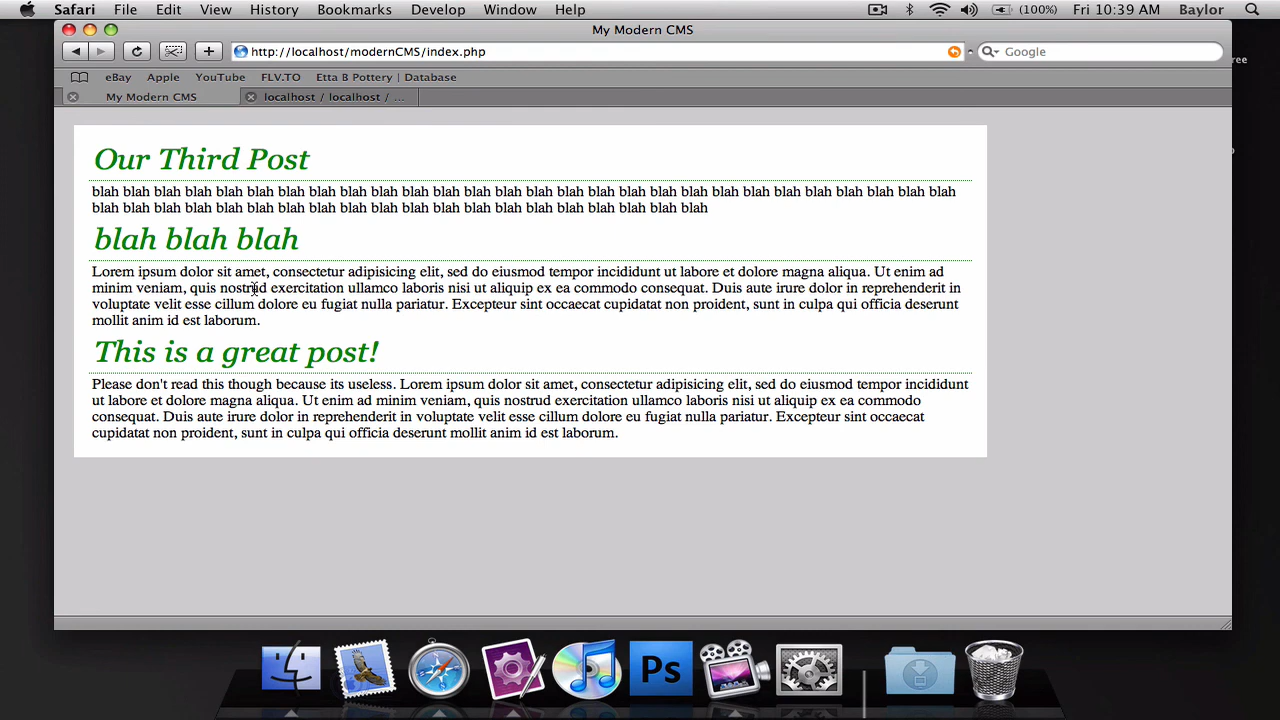 Safari File Edit View History Bookmarks Develop Window Help (100%) Fri 10:39 AM Baylor
My Modern CMS
http://localhost/modernCMS/index.php Google
eBay Apple YouTube FLV.TO Etta B Pottery | Database
My Modern CMS localhost / localhost / ...
Our Third Post
blah blah blah blah blah blah blah blah blah blah blah blah blah blah blah blah blah blah blah blah blah blah blah blah blah blah blah blah
blah blah blah blah blah blah blah blah blah blah blah blah blah blah blah blah blah blah blah blah
blah blah blah
Lorem ipsum dolor sit amet, consectetur adipisicing elit, sed do eiusmod tempor incididunt ut labore et dolore magna aliqua. Ut enim ad
minim veniam, quis nostrud exercitation ullamco laboris nisi ut aliquip ex ea commodo consequat. Duis aute irure dolor in reprehenderit in
voluptate velit esse cillum dolore eu fugiat nulla pariatur. Excepteur sint occaecat cupidatat non proident, sunt in culpa qui officia deserunt
mollit anim id est laborum.
This is a great post!
Please don't read this though because its useless. Lorem ipsum dolor sit amet, consectetur adipisicing elit, sed do eiusmod tempor incididunt
ut labore et dolore magna aliqua. Ut enim ad minim veniam, quis nostrud exercitation ullamco laboris nisi ut aliquip ex ea commodo
consequat. Duis aute irure dolor in reprehenderit in voluptate velit esse cillum dolore eu fugiat nulla pariatur. Excepteur sint occaecat
cupidatat non proident, sunt in culpa qui officia deserunt mollit anim id est laborum.
Ps